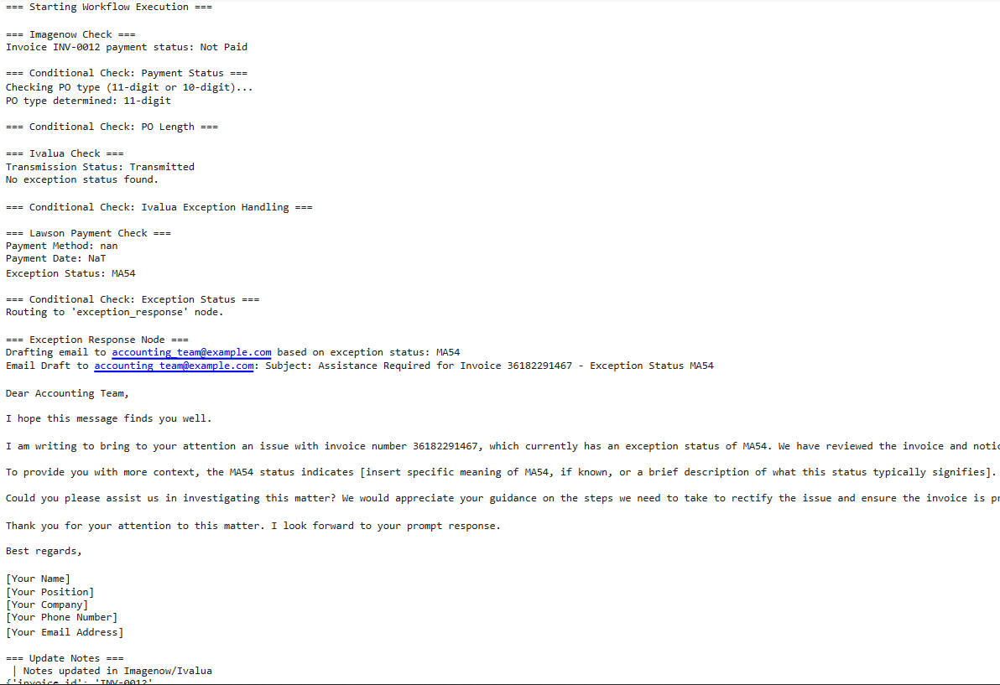 === Starting Workflow Execution ===
=== Imagenow Check ===
Invoice INV-0012 payment status: Not Paid
=== Conditional Check: Payment Status ===
Checking PO type (11-digit or 10-digit)...
PO type determined: 11-digit
=== Conditional Check: PO Length ===
=== Ivalua Check ===
Transmission Status: Transmitted
No exception status found.
=== Conditional Check: Ivalua Exception Handling ===
=== Lawson Payment Check ===
Payment Method: nan
Payment Date: NaT
Exception Status: MA54
=== Conditional Check: Exception Status ===
Routing to 'exception_response' node.
=== Exception Response Node ===
Drafting email to accounting_team@example.com based on exception status: MA54
Email Draft to accounting_team@example.com: Subject: Assistance Required for Invoice 36182291467 - Exception Status MA54
Dear Accounting Team,
I hope this message finds you well.
I am writing to bring to your attention an issue with invoice number 36182291467, which currently has an exception status of MA54. We have reviewed the invoice and notic
To provide you with more context, the MA54 status indicates [insert specific meaning of MA54, if known, or a brief description of what this status typically signifies].
Could you please assist us in investigating this matter? We would appreciate your guidance on the steps we need to take to rectify the issue and ensure the invoice is pr
Thank you for your attention to this matter. I look forward to your prompt response.
Best regards,
[Your Name]
[Your Position]
[Your Company]
[Your Phone Number]
[Your Email Address]
=== Update Notes ===
| Notes updated in Imagenow/Ivalua
{'invoice_id': 'INV-0012'